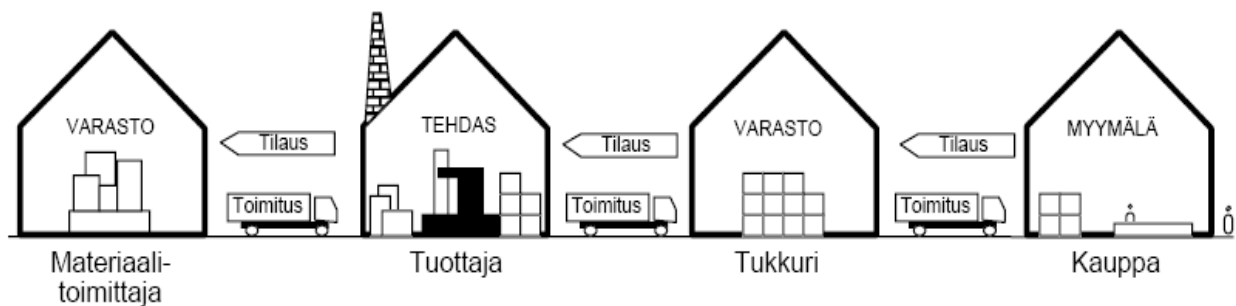 VARASTO
Tilaus
TEHDAS
Tilaus
VARASTO
Tilaus
MYYMÄLÄ
Toimitus
Toimitus
Toimitus
Materiaali-
toimittaja
Tuottaja
Tukkuri
Kauppa